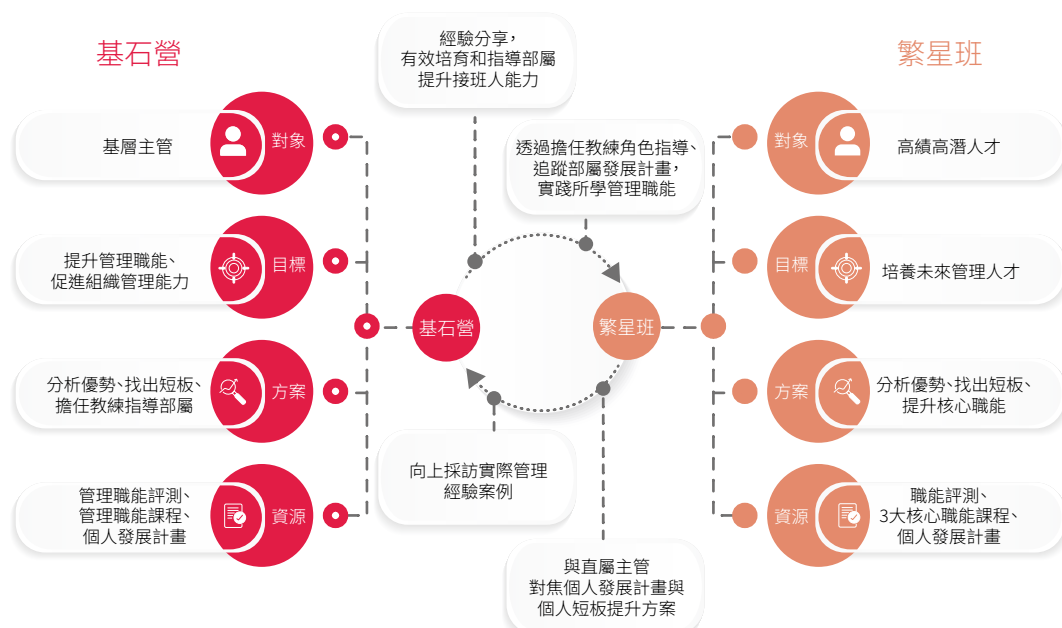 基石營
繁星班
經驗分享，
有效培育和指導部屬
提升接班人能力
透過擔任教練角色指導、
追蹤部屬發展計畫，
實踐所學管理職能
基層主管
對象
提升管理職能、
促進組織管理能力
目標
分析優勢、找出短板、
擔任教練指導部屬
方案
管理職能評測、
管理職能課程、
個人發展計畫
資源
基石營
繁星班
向上採訪實際管理
經驗案例
與直屬主管
對焦個人發展計畫與
個人短板提升方案
對象
高績高潛人才
目標
培養未來管理人才
方案
分析優勢、找出短板、
提升核心職能
資源
職能評測、
3大核心職能課程、
個人發展計畫